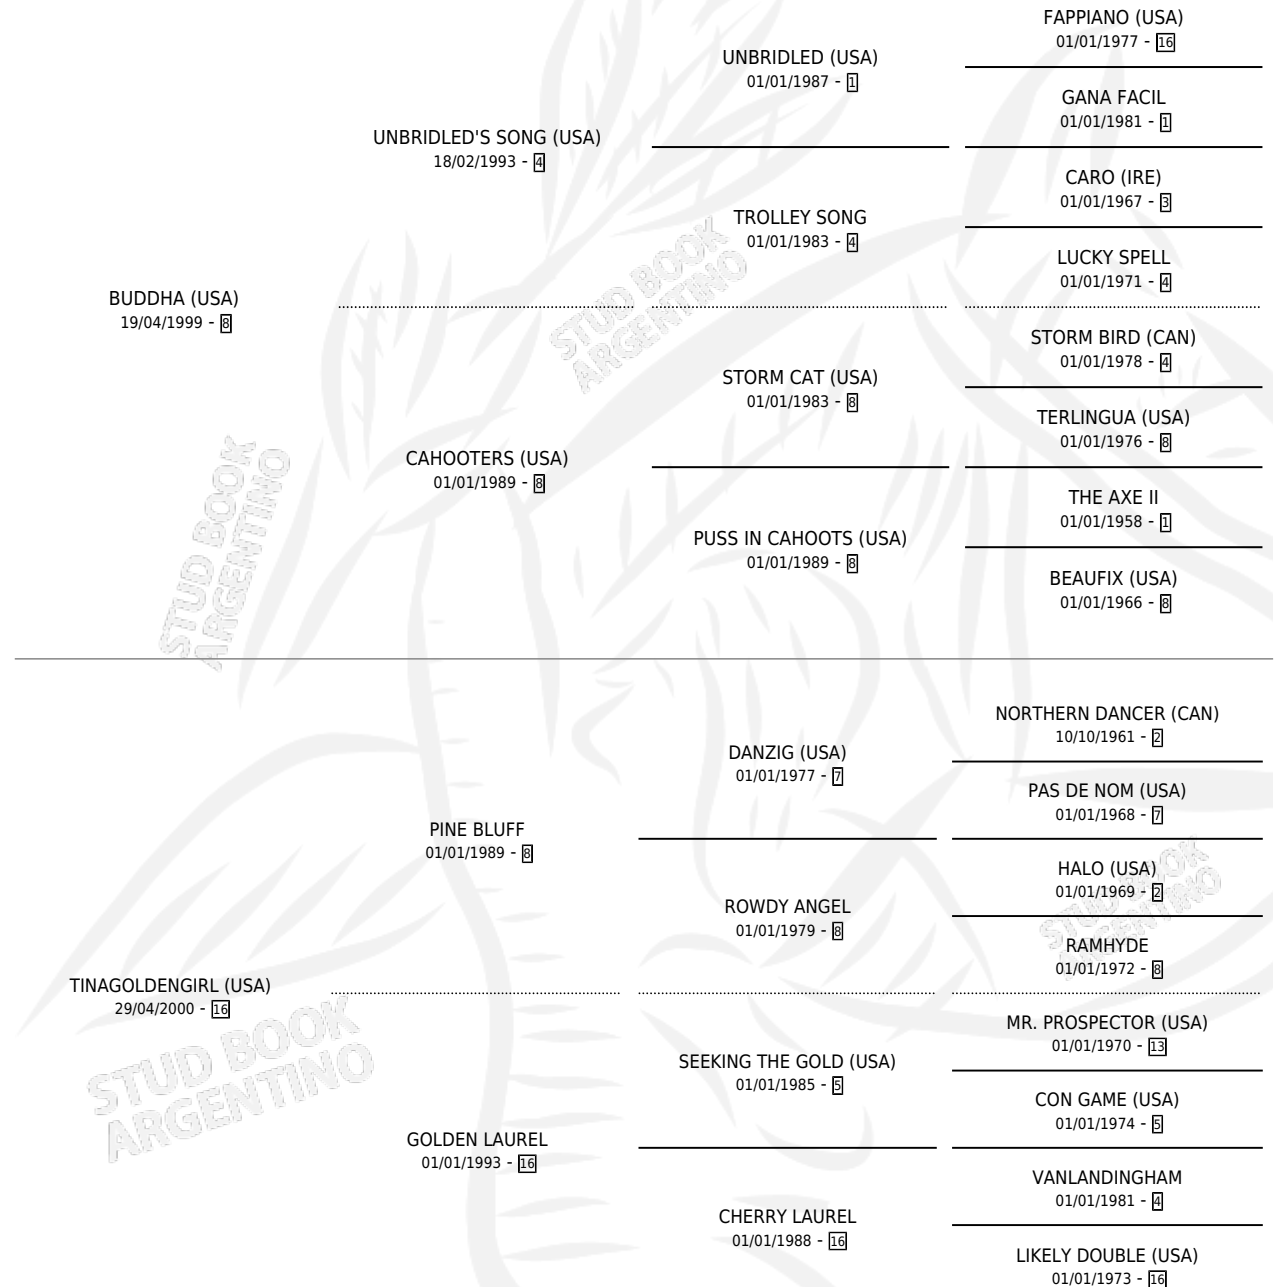 FAPPIANO (USA)
01/01/1977 - 16
UNBRIDLED (USA)
01/01/1987 - 1
GANA FACIL
01/01/1981 - 1
UNBRIDLED'S SONG (USA)
18/02/1993 - 4
CARO (IRE)
01/01/1967 - 3
TROLLEY SONG
01/01/1983 - 4
LUCKY SPELL
01/01/1971 - 4
BUDDHA (USA)
19/04/1999 - 8
STORM BIRD (CAN)
01/01/1978 - 4
STORM CAT (USA)
01/01/1983 - 8
TERLINGUA (USA)
01/01/1976 - 8
CAHOOTERS (USA)
01/01/1989 - 8
THE AXE II
01/01/1958 - 1
PUSS IN CAHOOTS (USA)
01/01/1989 - 8
BEAUFIX (USA)
01/01/1966 - 8
NORTHERN DANCER (CAN)
10/10/1961 - 2
DANZIG (USA)
01/01/1977 - 7
PAS DE NOM (USA)
01/01/1968 - 7
PINE BLUFF
01/01/1989 - 8
HALO (USA)
01/01/1969 - 2
ROWDY ANGEL
01/01/1979 - 8
RAMHYDE
01/01/1972 - 8
TINAGOLDENGIRL (USA)
29/04/2000 - 16
MR. PROSPECTOR (USA)
01/01/1970 - 13
SEEKING THE GOLD (USA)
01/01/1985 - 5
CON GAME (USA)
01/01/1974 - 5
GOLDEN LAUREL
01/01/1993 - 16
VANLANDINGHAM
01/01/1981 - 4
CHERRY LAUREL
01/01/1988 - 16
LIKELY DOUBLE (USA)
01/01/1973 - 16
STUD BOOK
ARGENTINO
STUD BOOK
ARGENTINO
STUD BOOK
ARGENTINO
STUD BOOK
ARGENTINO